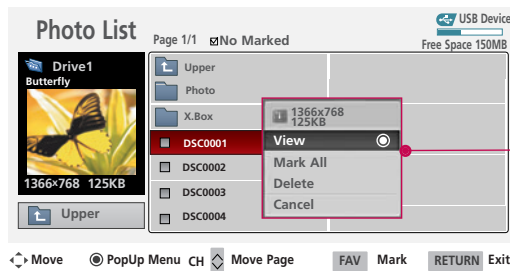 Photo List
Page 1/1 No Marked
USB Device
Free Space 150MB
Drive1
Butterfly
1366x768 125KB
Upper
Upper
Photo
X.Box
DSC0001
DSC0002
DSC0003
DSC0004
1366x768
125KB
View
Mark All
Delete
Cancel
Move PopUp Menu CH Move Page FAV Mark RETURN Exit